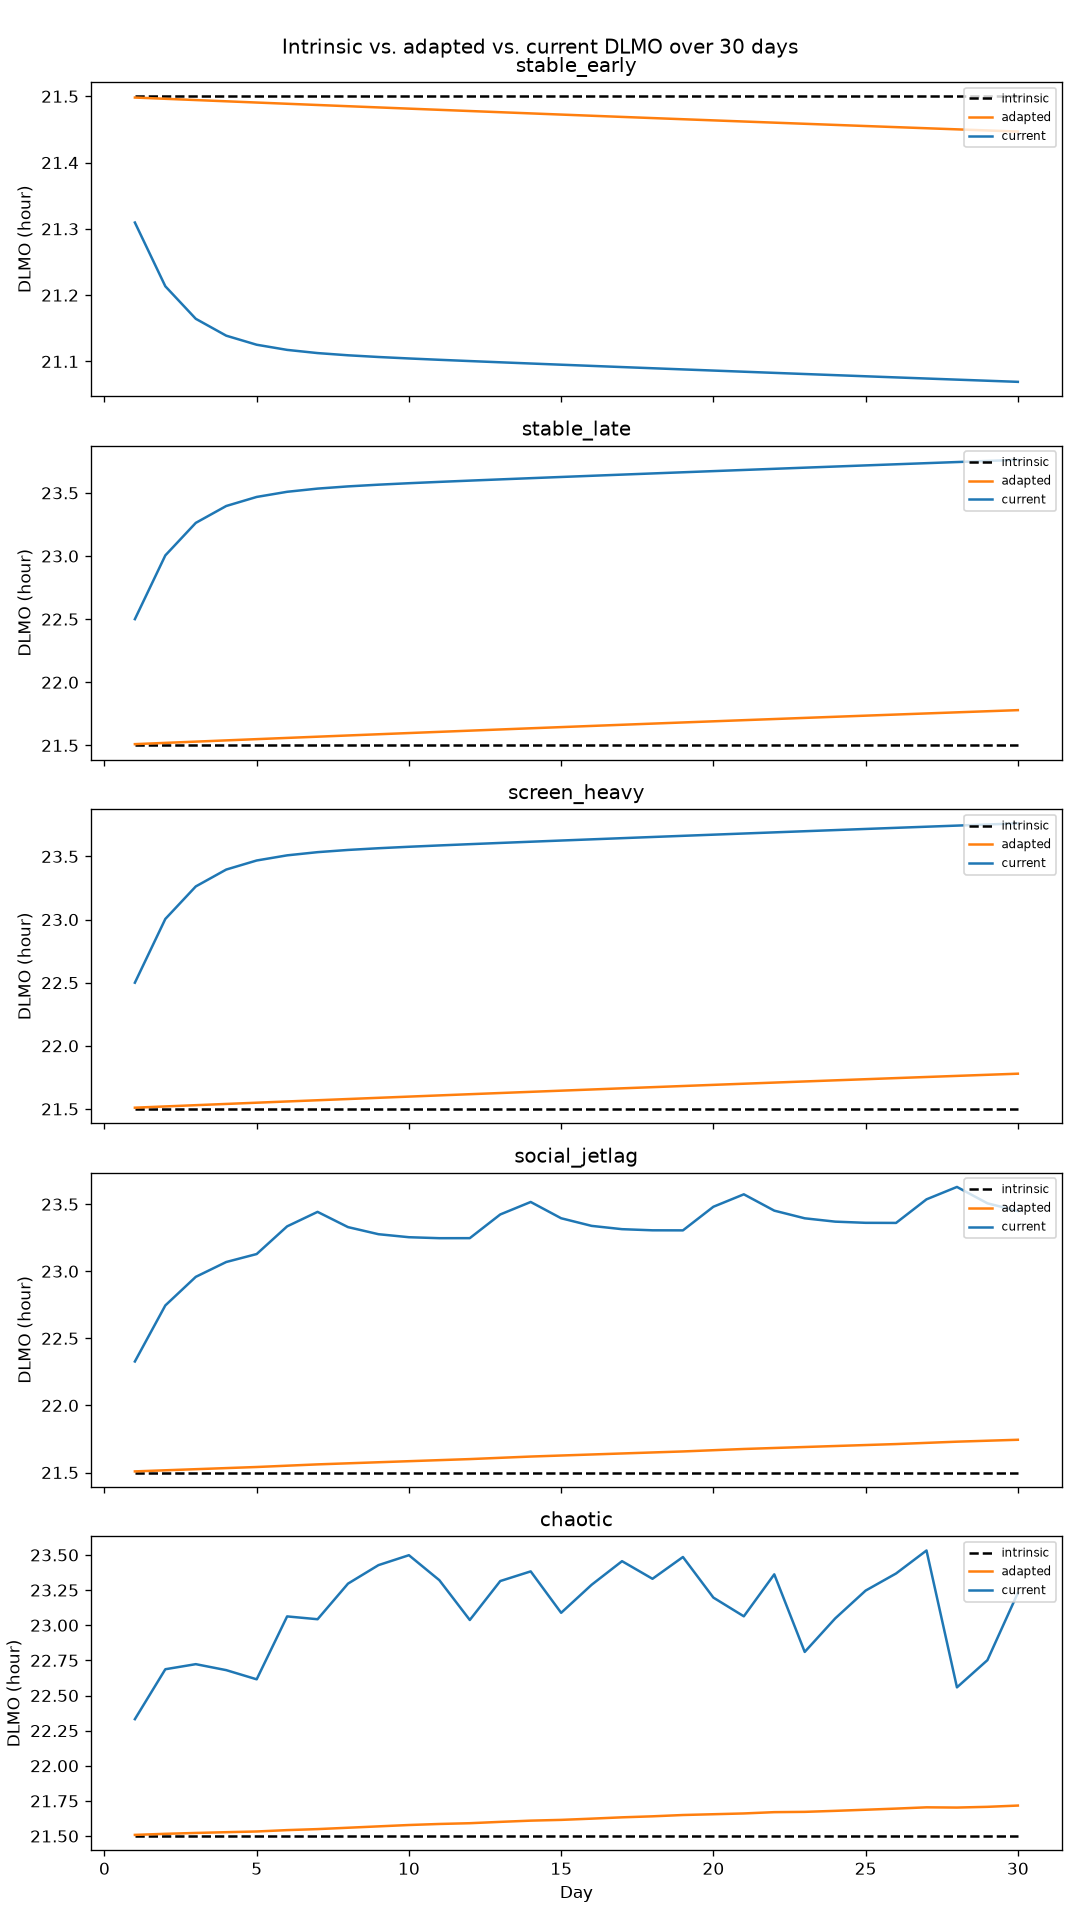 Intrinsic vs. adapted vs. current DLMO over 30 days
stable_early
21.5
21.4
21.3
21.2
21.1
DLMO (hour)
intrinsic
adapted
current
stable_late
23.5
23.0
22.5
22.0
21.5
DLMO (hour)
intrinsic
adapted
current
screen_heavy
23.5
23.0
22.5
22.0
21.5
DLMO (hour)
intrinsic
adapted
current
social_jetlag
23.5
23.0
22.5
22.0
21.5
DLMO (hour)
intrinsic
adapted
current
chaotic
23.50
23.25
23.00
22.75
22.50
22.25
22.00
21.75
21.50
DLMO (hour)
intrinsic
adapted
current
0 5 10 15 20 25 30
Day